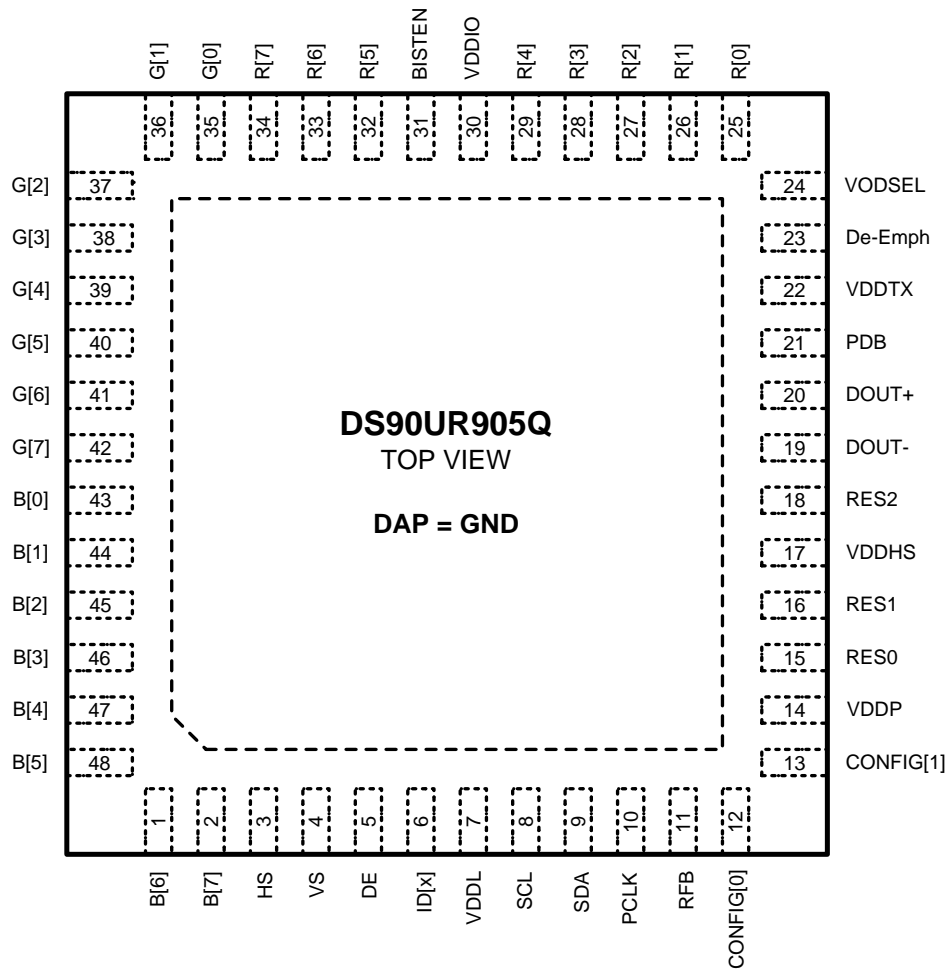 G[1]
G[0]
R[7]
R[6]
R[5]
BISTEN
VDDIO
R[4]
R[3]
R[2]
R[1]
R[0]
36
35
34
33
32
31
30
29
28
27
26
25
G[2] 37
G[3] 38
G[4] 39
G[5] 40
G[6] 41
G[7] 42
B[0] 43
B[1] 44
B[2] 45
B[3] 46
B[4] 47
B[5] 48
DS90UR905Q
TOP VIEW
DAP = GND
24 VODSEL
23 De-Emph
22 VDDTX
21 PDB
20 DOUT+
19 DOUT-
18 RES2
17 VDDHS
16 RES1
15 RES0
14 VDDP
13 CONFIG[1]
1
2
3
4
5
6
7
8
9
10
11
12
B[6]
B[7]
HS
VS
DE
ID[x]
VDDL
SCL
SDA
PCLK
RFB
CONFIG[0]